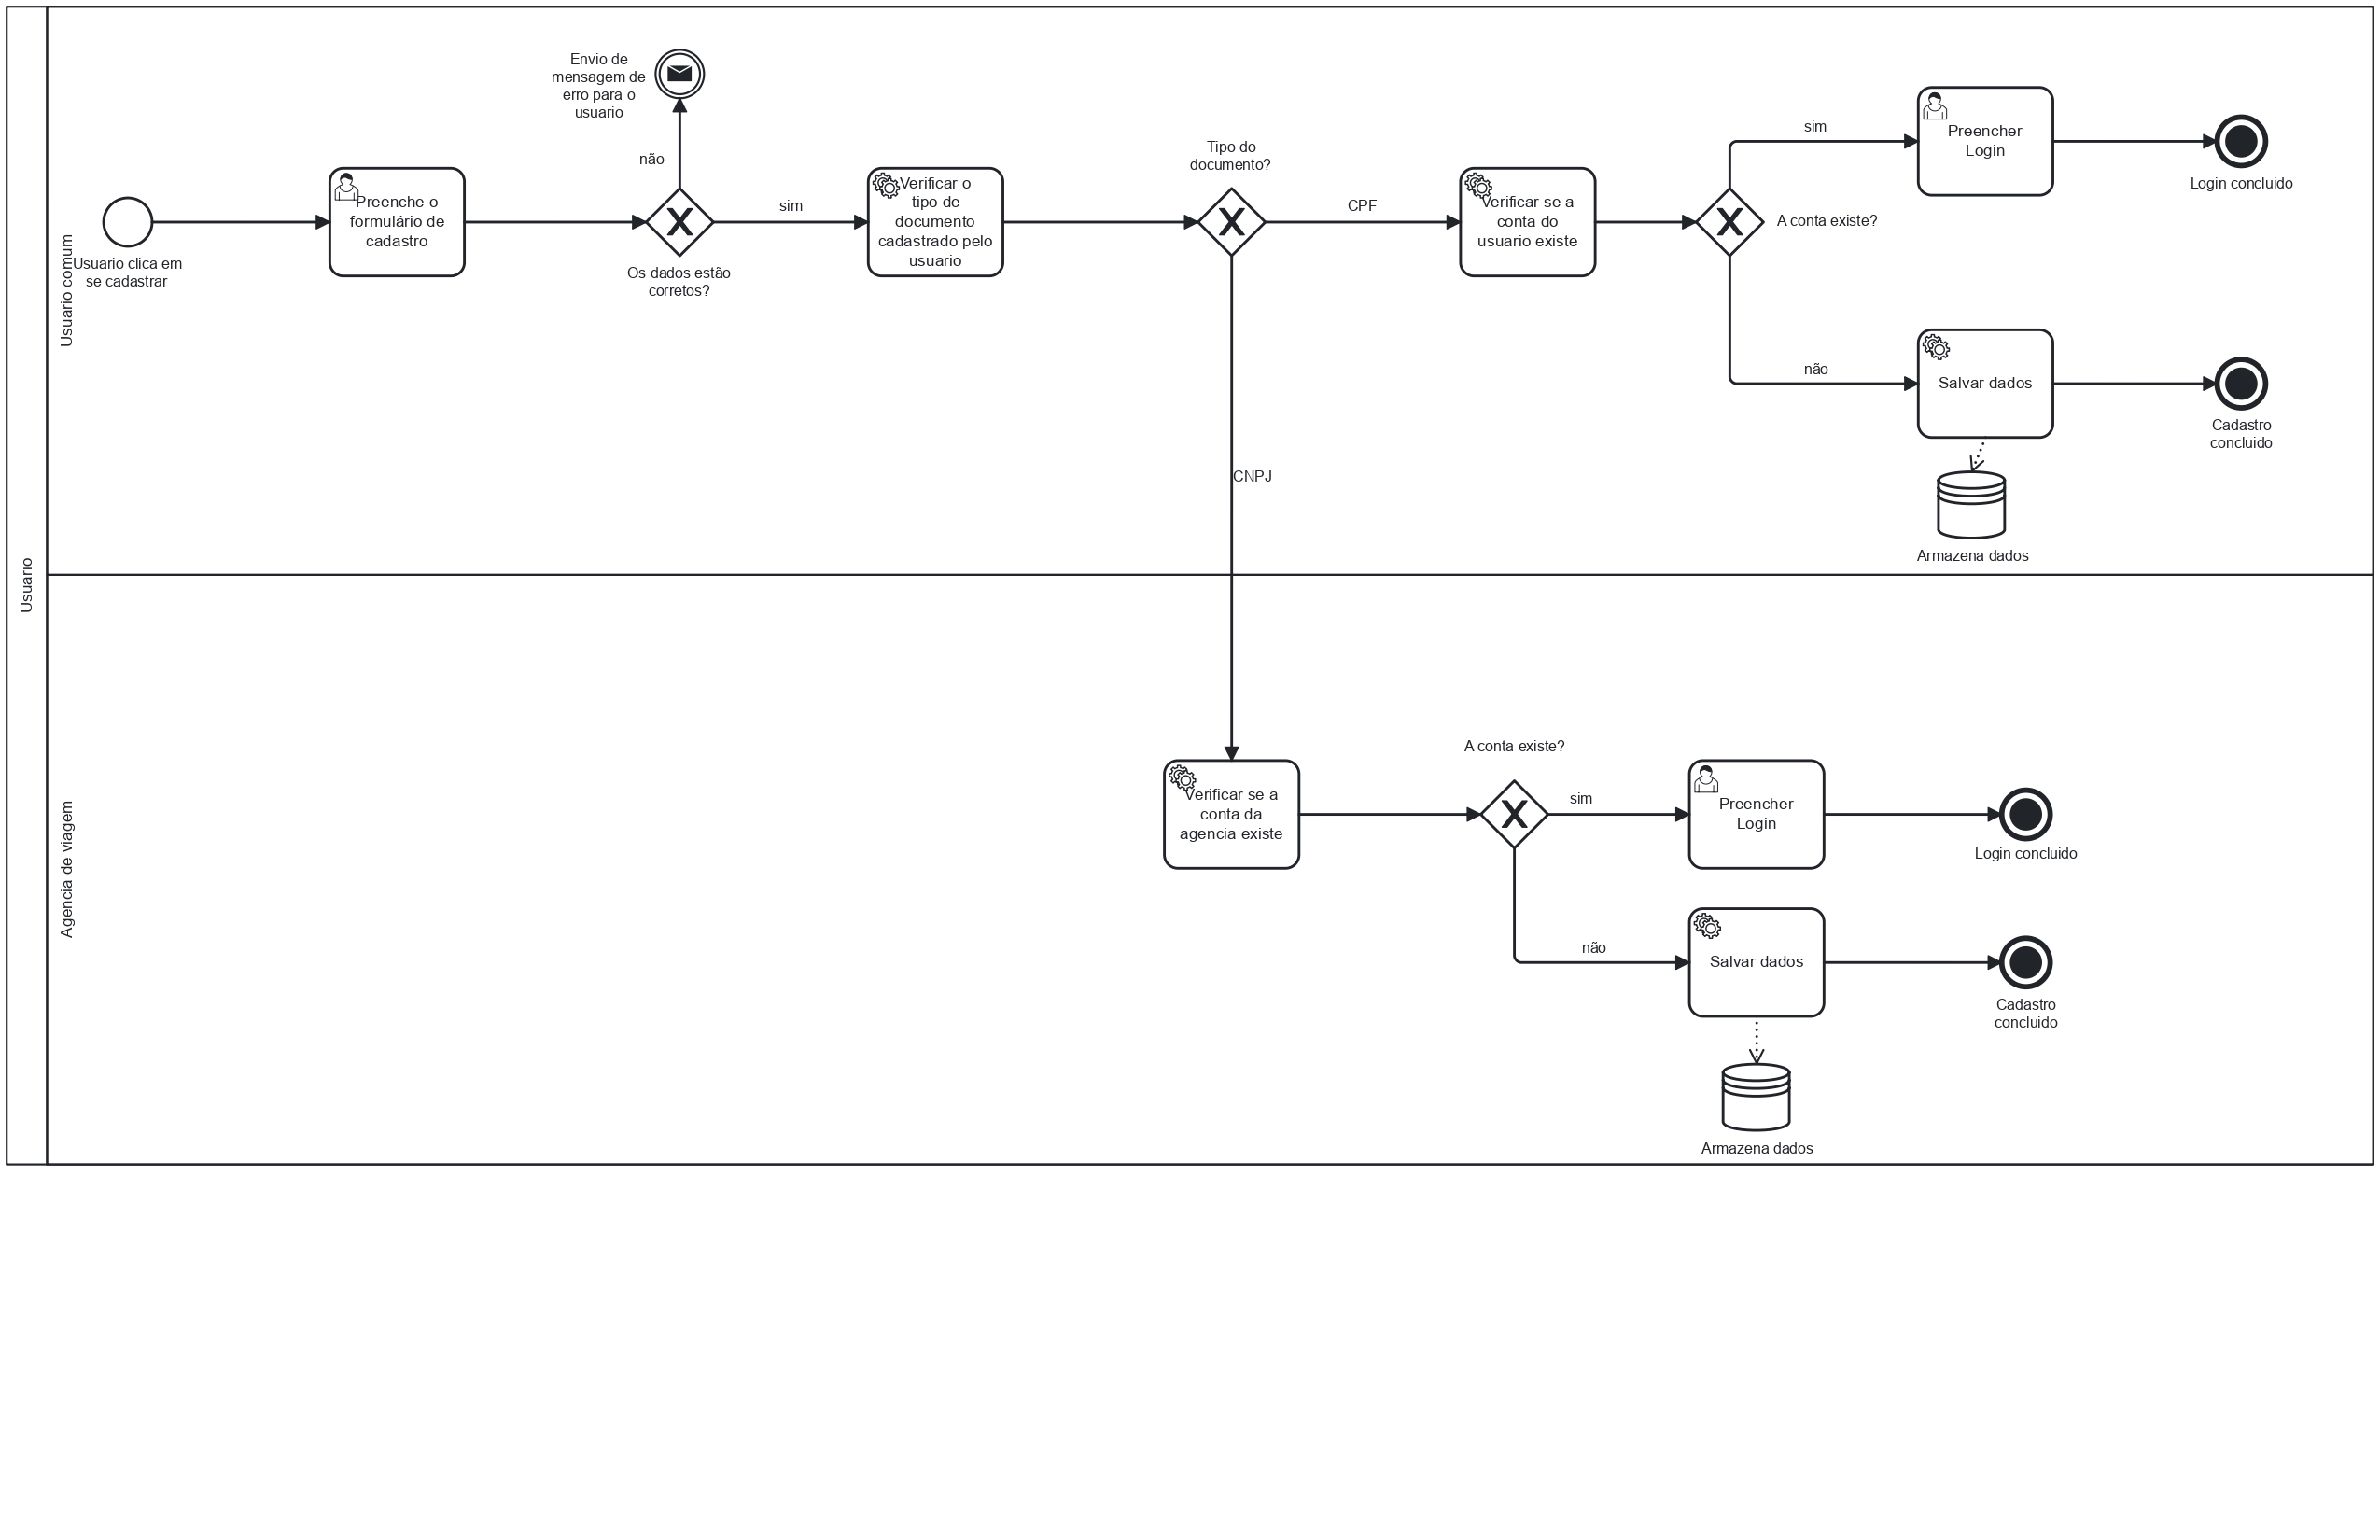 Usuario
Usuario comum
Usuario clica em
se cadastrar
Preenche o
formulário de
cadastro
Envio de
mensagem de
erro para o
usuario
não
Os dados estão
corretos?
sim
Verificar o
tipo de
documento
cadastrado pelo
usuario
Tipo do
documento?
CPF
CNPJ
Verificar se a
conta do
usuario existe
A conta existe?
sim
Preencher
Login
Login concluido
não
Salvar dados
Cadastro
concluido
Armazena dados
Agencia de viagem
Verificar se a
conta da
agencia existe
A conta existe?
sim
Preencher
Login
Login concluido
não
Salvar dados
Cadastro
concluido
Armazena dados